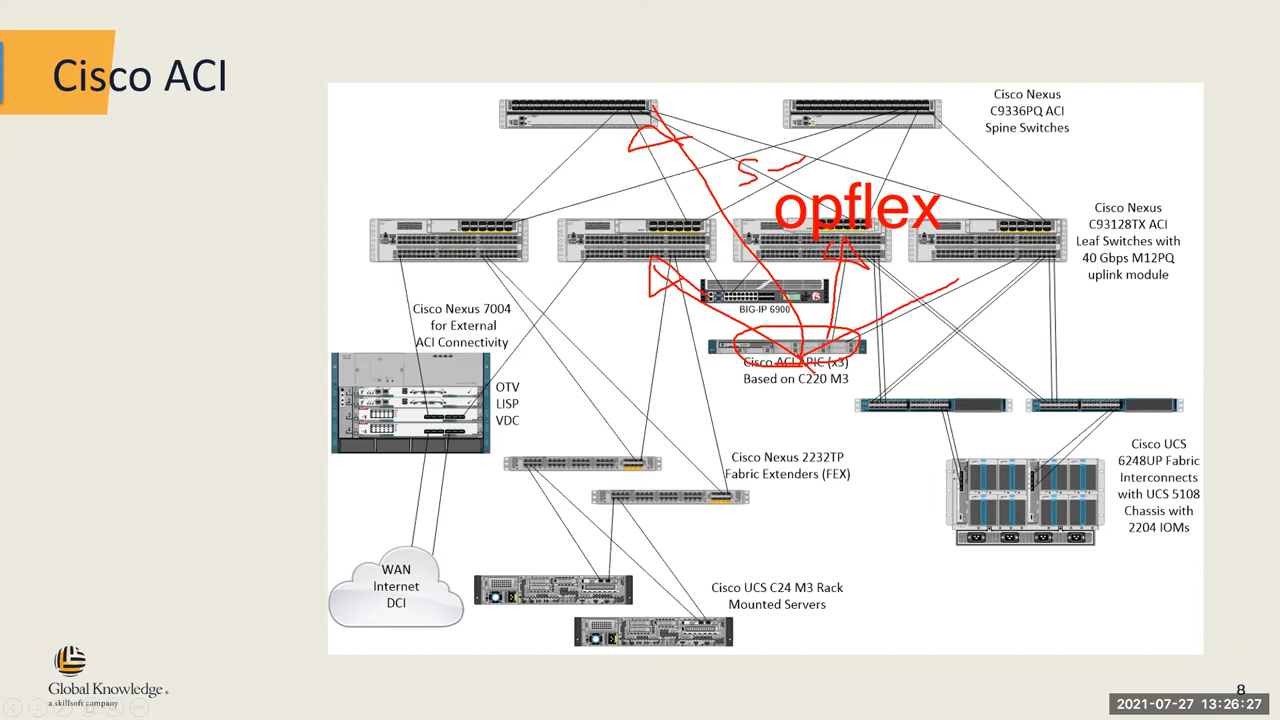 Cisco ACI
Cisco Nexus
C9336PQ ACI
Spine Switches
S
opflex
Cisco Nexus
C93128TX ACI
Leaf Switches with
40 Gbps M12PQ
uplink module
BIG-IP 6900
Cisco Nexus 7004
for External
ACI Connectivity
Cisco ACI APIC (x3)
Based on C220 M3
OTV
LISP
VDC
Cisco Nexus 2232TP
Fabric Extenders (FEX)
Cisco UCS
6248UP Fabric
Interconnects
with UCS 5108
Chassis with
2204 IOMs
WAN
Internet
DCI
Cisco UCS C24 M3 Rack
Mounted Servers
Global Knowledge
a skillsoft company
8
2021-07-27 13:26:27